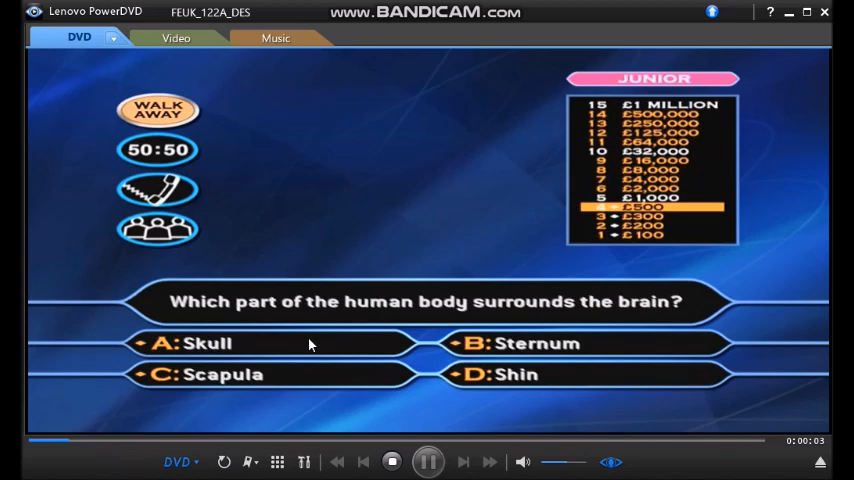 Lenovo PowerDVD
FEUK_122A_DES
www.BANDICAM.com
?
DVD
Video
Music
WALK AWAY
50:50
JUNIOR
15 £1 MILLION
14 £500,000
13 £250,000
12 £125,000
11 £64,000
10 £32,000
9 £16,000
8 £8,000
7 £4,000
6 £2,000
5 £1,000
4 £500
3 £300
2 £200
1 £100
Which part of the human body surrounds the brain?
A: Skull
B: Sternum
C: Scapula
D: Shin
0:00:03
DVD